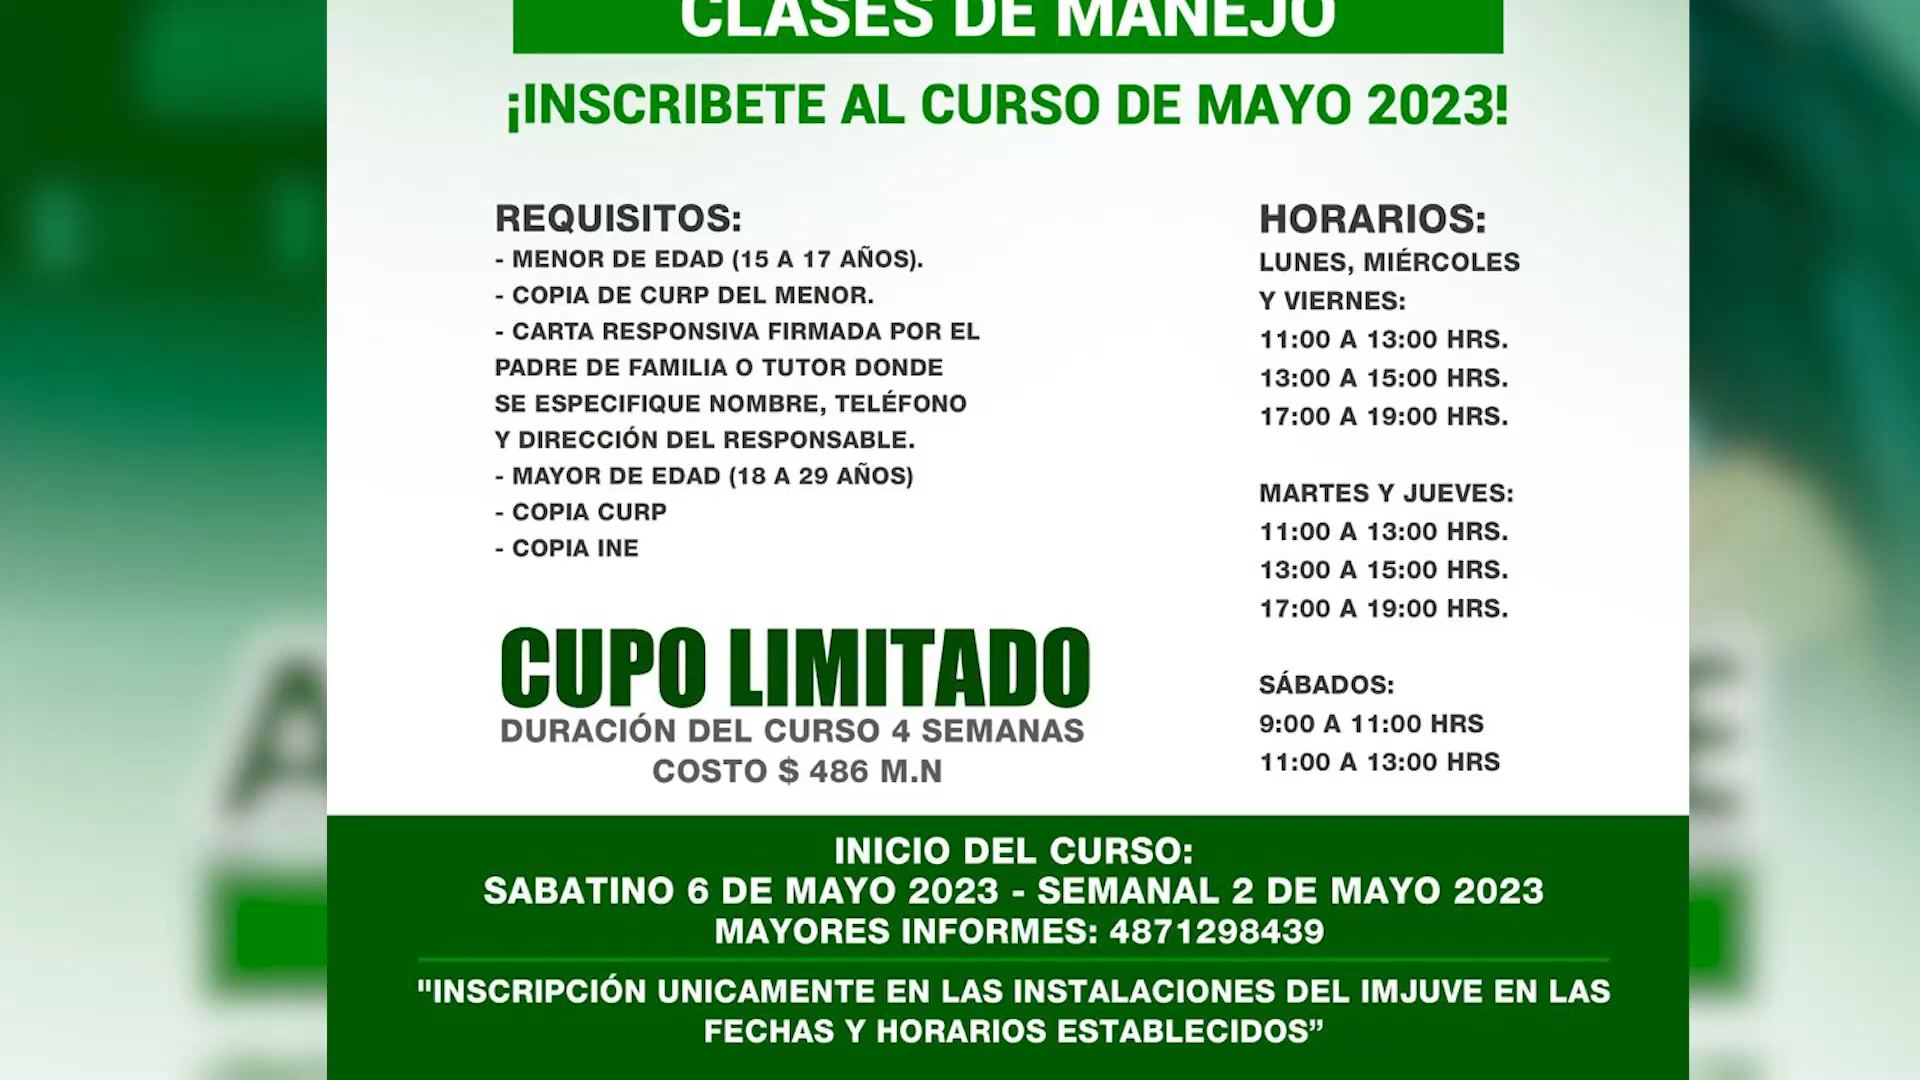 CLASES DE MANEJO
¡INSCRIBETE AL CURSO DE MAYO 2023!
REQUISITOS:
- MENOR DE EDAD (15 A 17 AÑOS).
- COPIA DE CURP DEL MENOR.
- CARTA RESPONSIVA FIRMADA POR EL
PADRE DE FAMILIA O TUTOR DONDE
SE ESPECIFIQUE NOMBRE, TELÉFONO
Y DIRECCIÓN DEL RESPONSABLE.
- MAYOR DE EDAD (18 A 29 AÑOS)
- COPIA CURP
- COPIA INE
CUPO LIMITADO
DURACIÓN DEL CURSO 4 SEMANAS
COSTO $ 486 M.N
HORARIOS:
LUNES, MIÉRCOLES
Y VIERNES:
11:00 A 13:00 HRS.
13:00 A 15:00 HRS.
17:00 A 19:00 HRS.
MARTES Y JUEVES:
11:00 A 13:00 HRS.
13:00 A 15:00 HRS.
17:00 A 19:00 HRS.
SÁBADOS:
9:00 A 11:00 HRS
11:00 A 13:00 HRS
INICIO DEL CURSO:
SABATINO 6 DE MAYO 2023 - SEMANAL 2 DE MAYO 2023
MAYORES INFORMES: 4871298439
"INSCRIPCIÓN UNICAMENTE EN LAS INSTALACIONES DEL IMJUVE EN LAS
FECHAS Y HORARIOS ESTABLECIDOS”